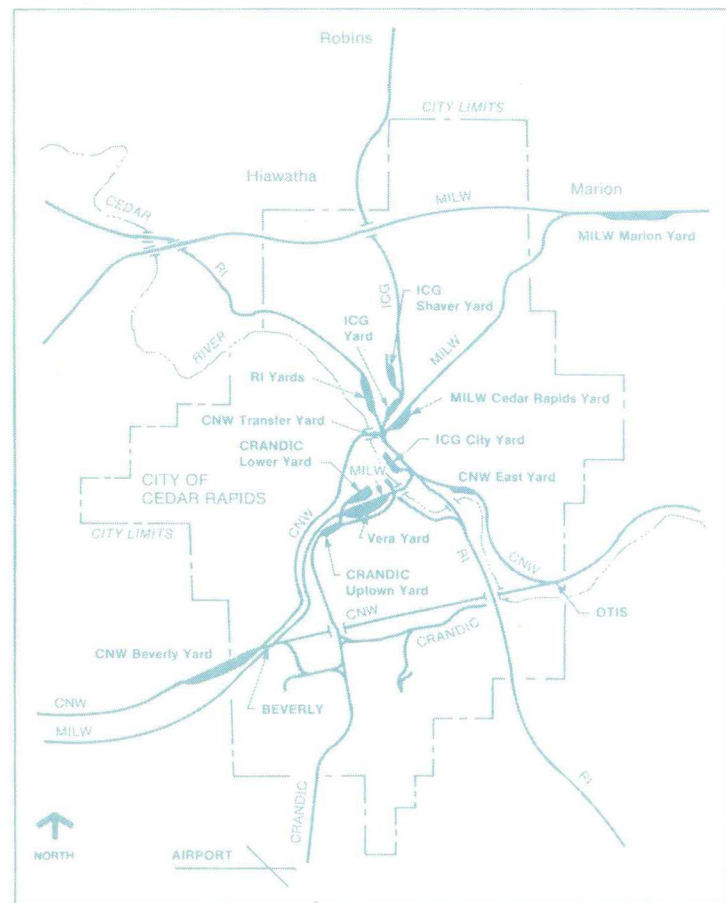 Robins
CITY LIMITS
Hiawatha
Marion
CEDAR
MILW
MILW Marion Yard
RI
ICG
ICG
Shaver Yard
ICG
Yard
MILW
RIVER
RI Yards
MILW Cedar Rapids Yard
CNW Transfer Yard
ICG City Yard
CRANDIC
Lower Yard
MILW
CNW East Yard
CITY OF
CEDAR RAPIDS
CNW
CITY LIMITS
Vera Yard
RI
CNW
CRANDIC
Uptown Yard
CNW
OTIS
CRANDIC
CNW Beverly Yard
BEVERLY
CNW
MILW
RI
CRANDIC
NORTH
AIRPORT